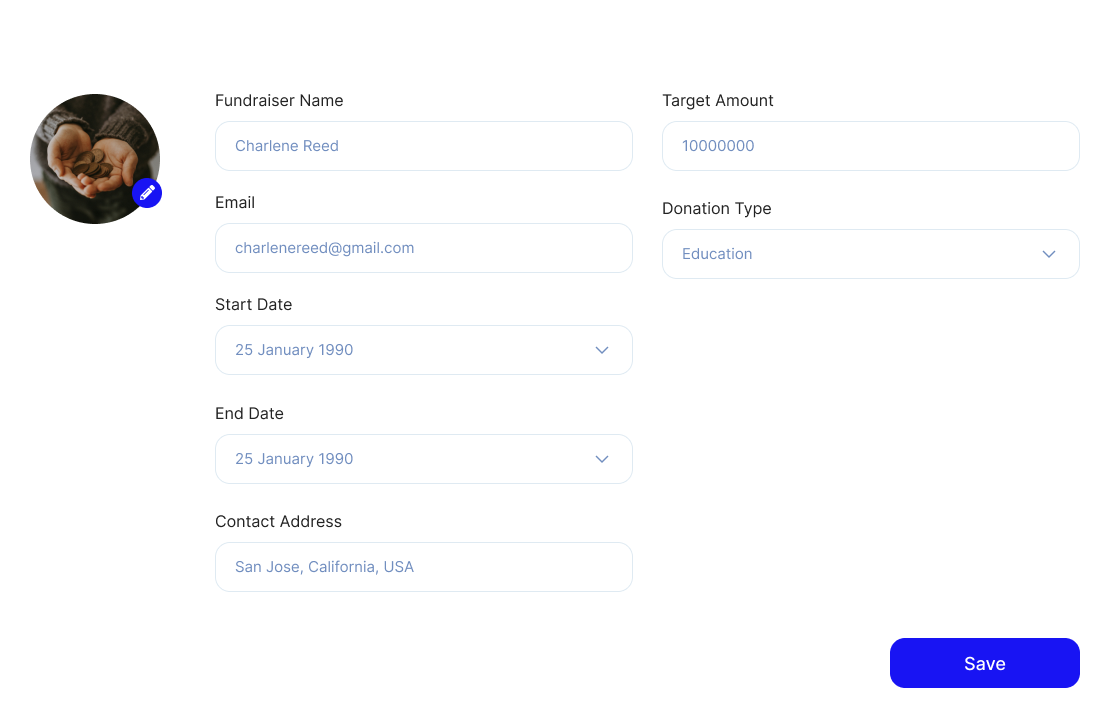 Fundraiser Name
Charlene Reed
Email
charlenereed@gmail.com
Start Date
25 January 1990
End Date
25 January 1990
Contact Address
San Jose, California, USA
Target Amount
10000000
Donation Type
Education
Save